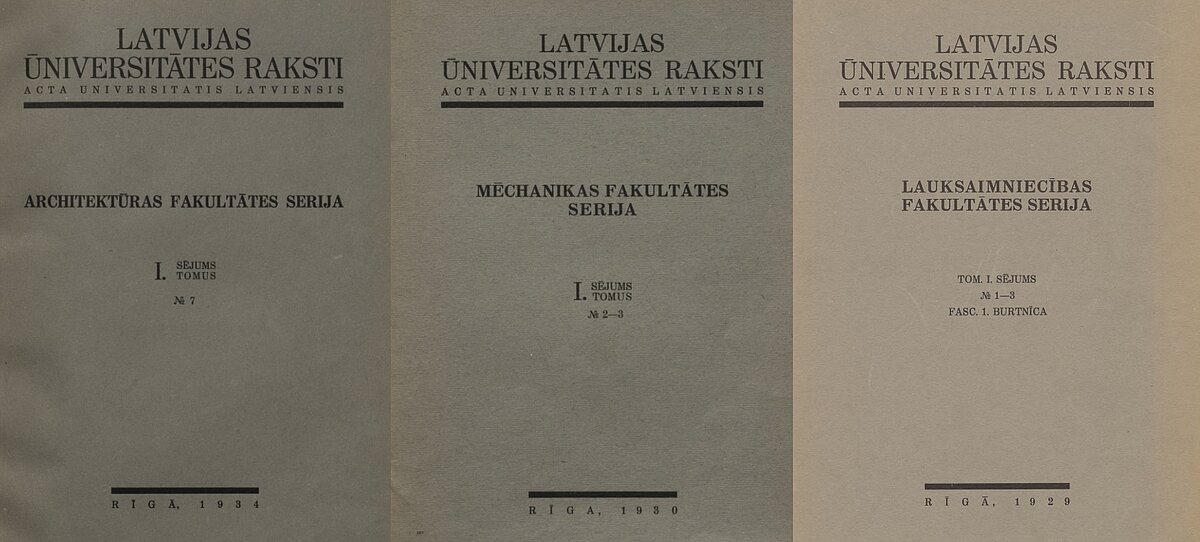 LATVIJAS
ŪNIVERSITĀTES RAKSTI
ACTA UNIVERSITATIS LATVIENSIS
ARCHITEKTŪRAS FAKULTĀTES SERIJA
I. SĒJUMS
TOMUS
№ 7
RĪGĀ, 1934
LATVIJAS
ŪNIVERSITĀTES RAKSTI
ACTA UNIVERSITATIS LATVIENSIS
MĒCHANIKAS FAKULTĀTES
SERIJA
I. SĒJUMS
TOMUS
№ 2—3
RĪGA, 1930
LATVIJAS
ŪNIVERSITĀTES RAKSTI
ACTA UNIVERSITATIS LATVIENSIS
LAUKSAIMNIECĪBAS
FAKULTĀTES SERIJA
TOM. I. SĒJUMS
№ 1—3
FASC. 1. BURTNĪCA
RĪGĀ, 1929